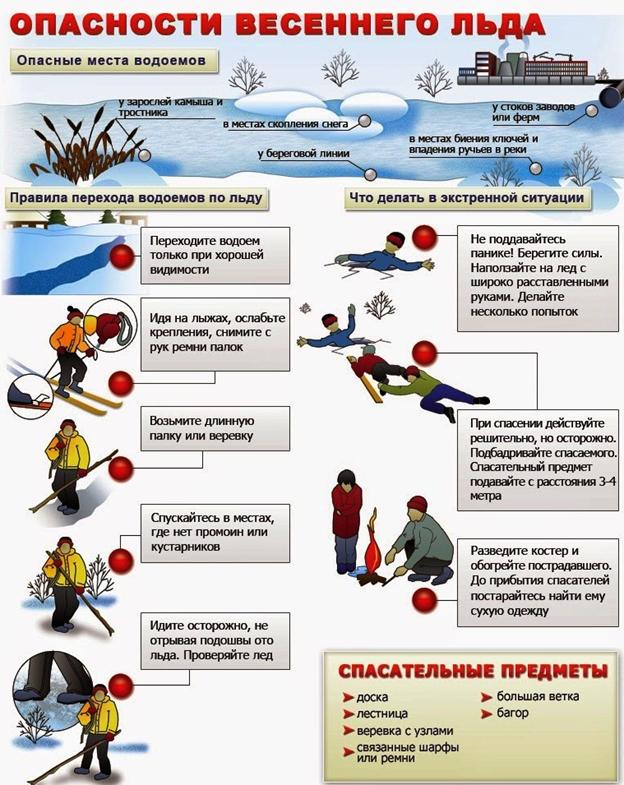 ОПАСНОСТИ ВЕСЕННЕГО ЛЬДА
Опасные места водоемов
у зарослей камыша и
тростника
в местах скопления снега
у береговой линии
у стоков заводов
или ферм
в местах биения ключей и
впадения ручьев в реки
Правила перехода водоемов по льду
Переходите водоем
только при хорошей
видимости
Идя на лыжах, ослабьте
крепления, снимите с
рук ремни палок
Возьмите длинную
палку или веревку
Спускайтесь в местах,
где нет промоин или
кустарников
Идите осторожно, не
отрывая подошвы ото
льда. Проверяйте лед
Что делать в экстренной ситуации
Не поддавайтесь
панике! Берегите силы.
Наползайте на лед с
широко расставленными
руками. Делайте
несколько попыток
При спасении действуйте
решительно, но осторожно.
Подбадривайте спасаемого.
Спасательный предмет
подавайте с расстояния 3-4
метра
Разведите костер и
обогрейте пострадавшего.
До прибытия спасателей
постарайтесь найти ему
сухую одежду
СПАСАТЕЛЬНЫЕ ПРЕДМЕТЫ
доска
лестница
веревка с узлами
связанные шарфы
или ремни
большая ветка
багор